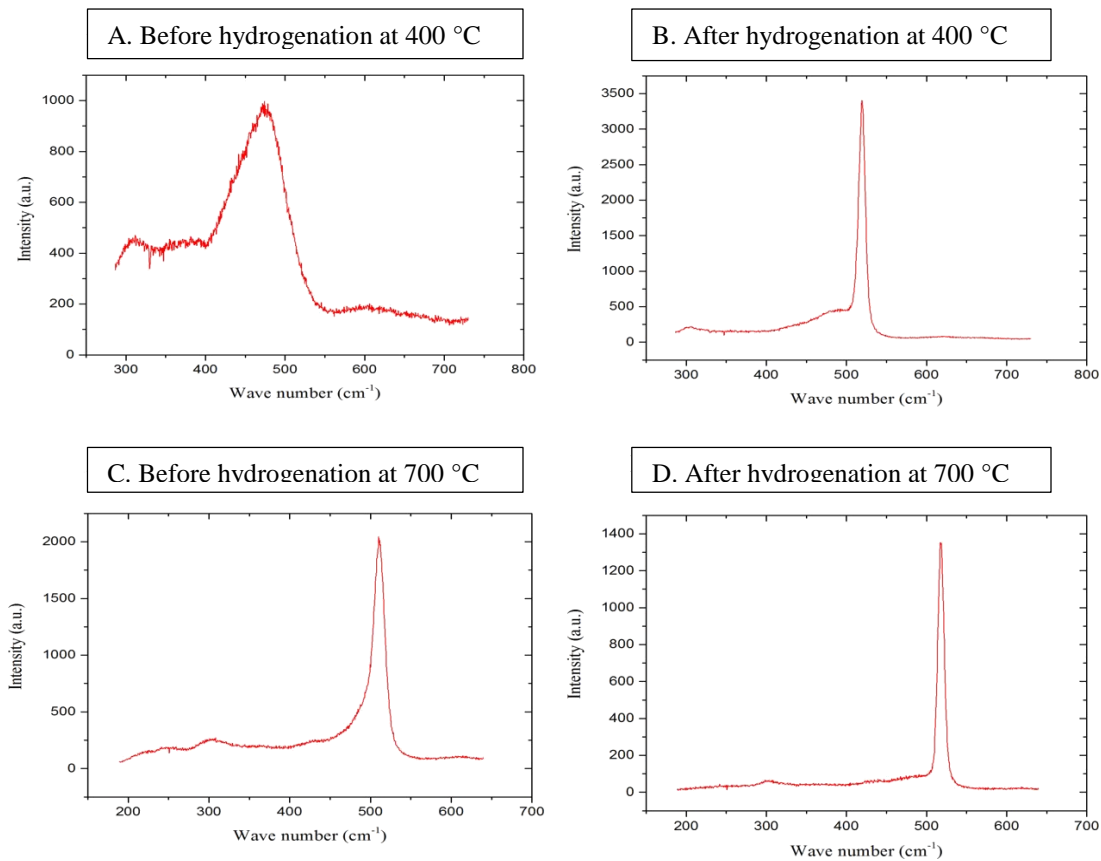 A. Before hydrogenation at 400 °C
B. After hydrogenation at 400 °C
1000
800
600
400
200
0
Intensity (a.u.)
300 400 500 600 700 800
Wave number (cm-1)
3500
3000
2500
2000
1500
1000
500
0
Intensity (a.u.)
300 400 500 600 700 800
Wave number (cm-1)
C. Before hydrogenation at 700 °C
D. After hydrogenation at 700 °C
2000
1500
1000
500
0
Intensity (a.u.)
200 300 400 500 600 700
Wave number (cm-1)
1400
1200
1000
800
600
400
200
0
Intensity (a.u.)
200 300 400 500 600 700
Wave number (cm-1)